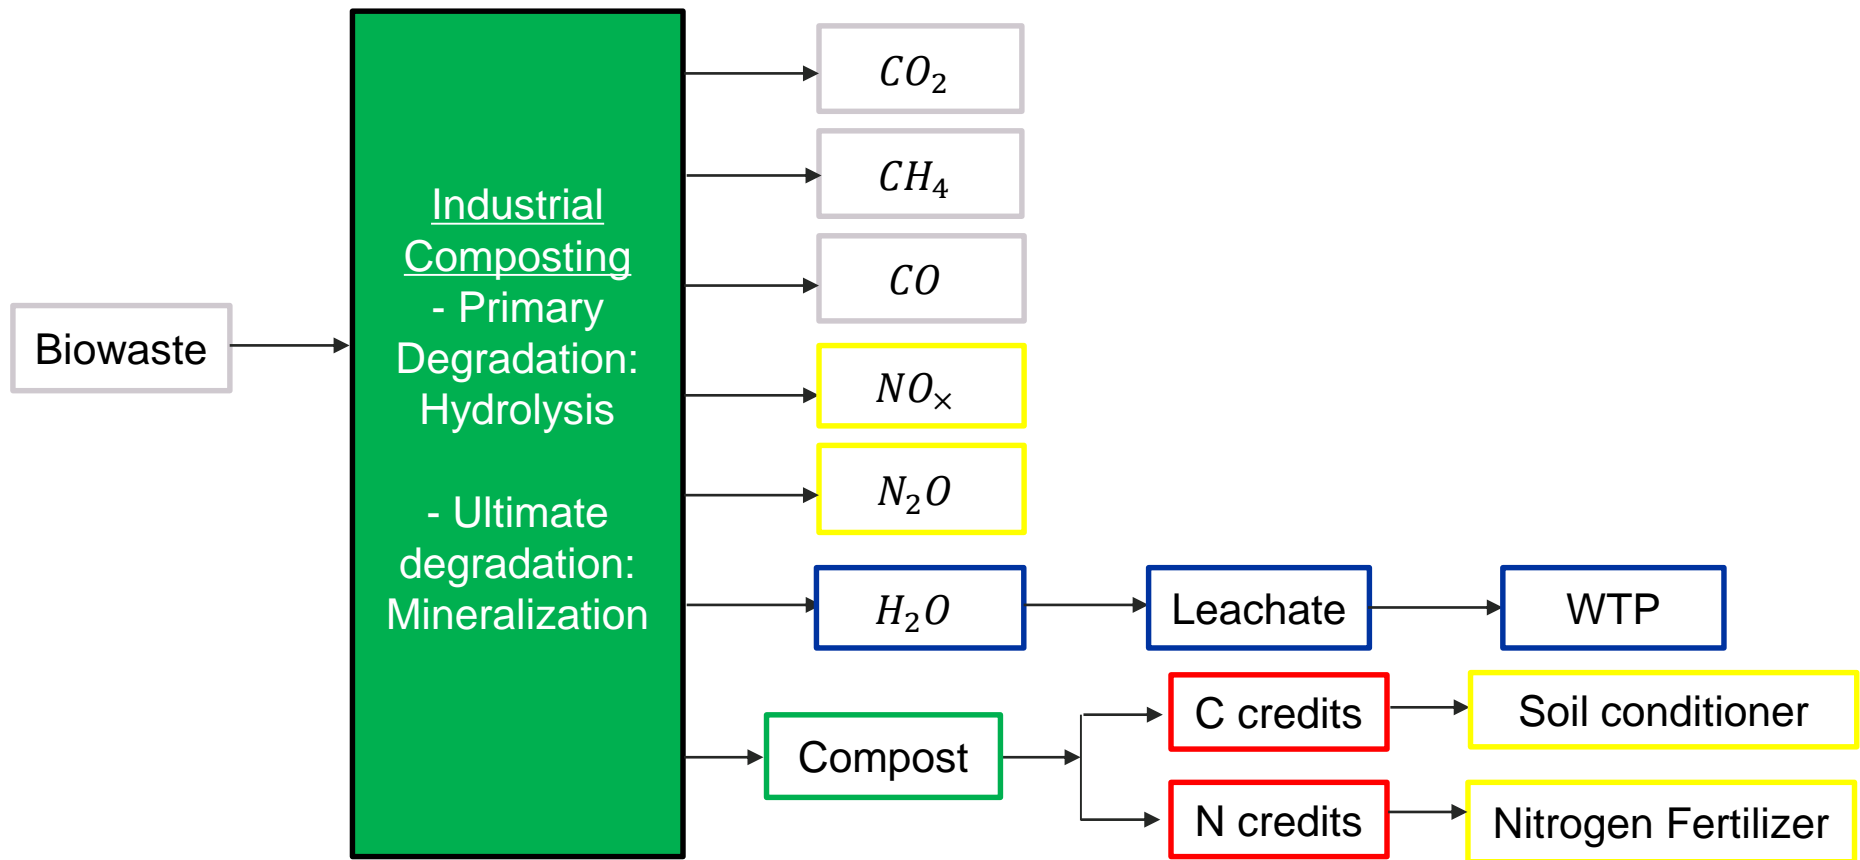 Biowaste
Industrial
Composting
- Primary
Degradation:
Hydrolysis
- Ultimate
degradation:
Mineralization
CO₂
CH₄
CO
NO×
N₂O
H₂O
Leachate
WTP
Compost
C credits
Soil conditioner
N credits
Nitrogen Fertilizer